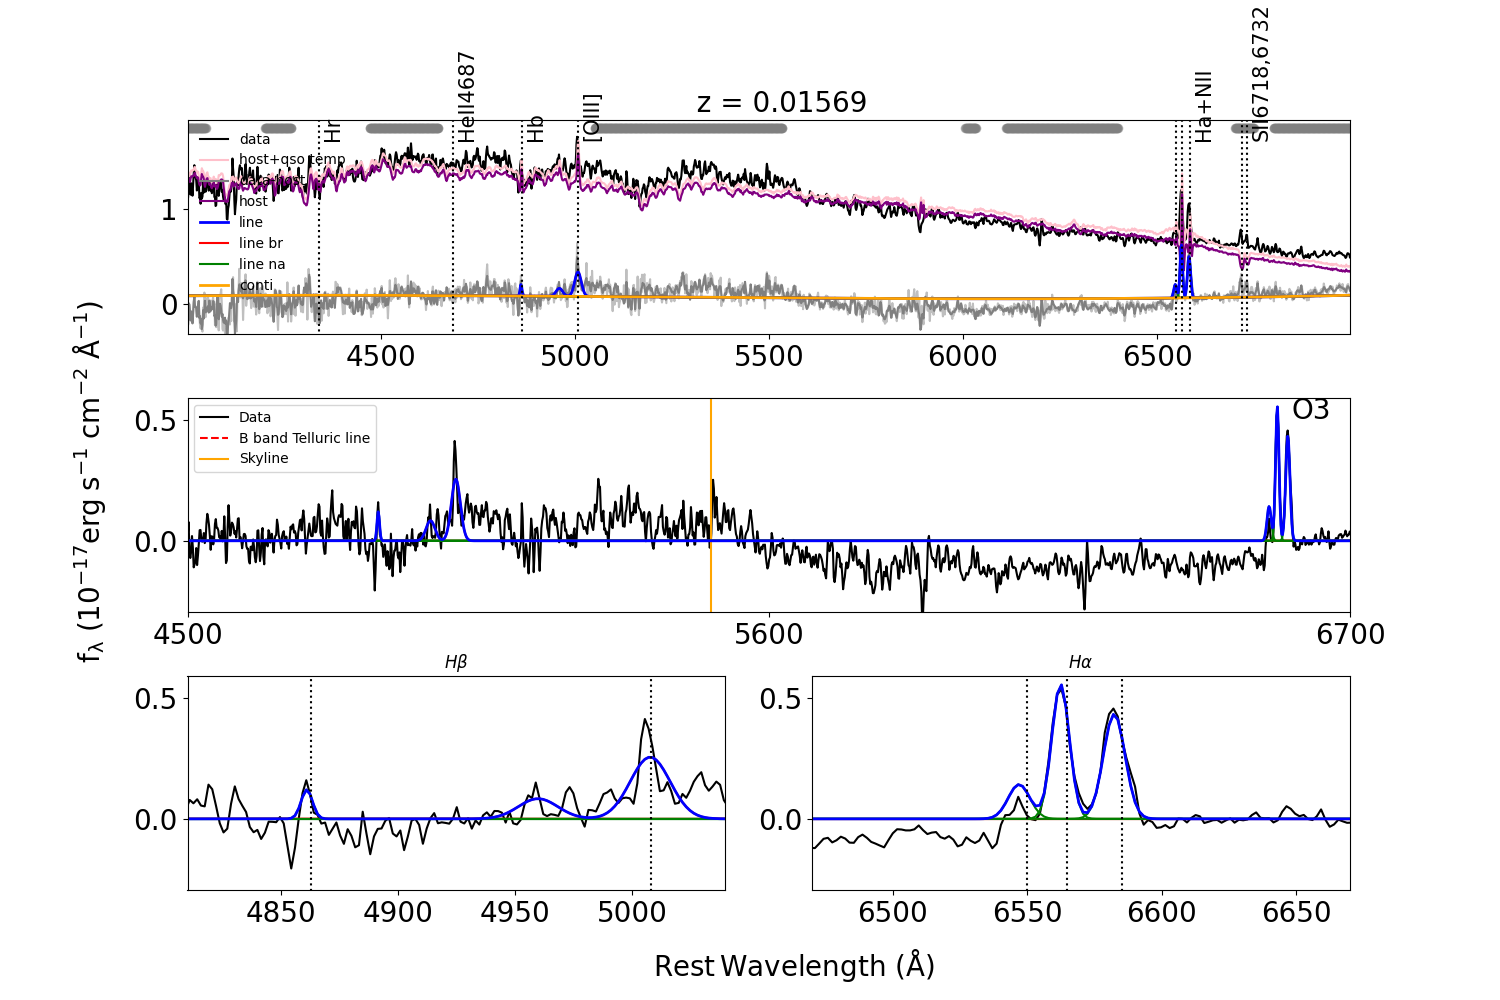 z = 0.01569
Hr
HeII4687
Hb
[OIII]
Ha+NII
SII6718,6732
data
host+qso temp
host
line
line br
line na
conti
1
0
4500 5000 5500 6000 6500
Data
B band Telluric line
Skyline
O3
0.5
0.0
4500 5600 6700
fλ (10⁻¹⁷erg s⁻¹ cm⁻² Å⁻¹)
Hβ
0.5
0.0
4850 4900 4950 5000
Hα
0.5
0.0
6500 6550 6600 6650
Rest Wavelength (Å)